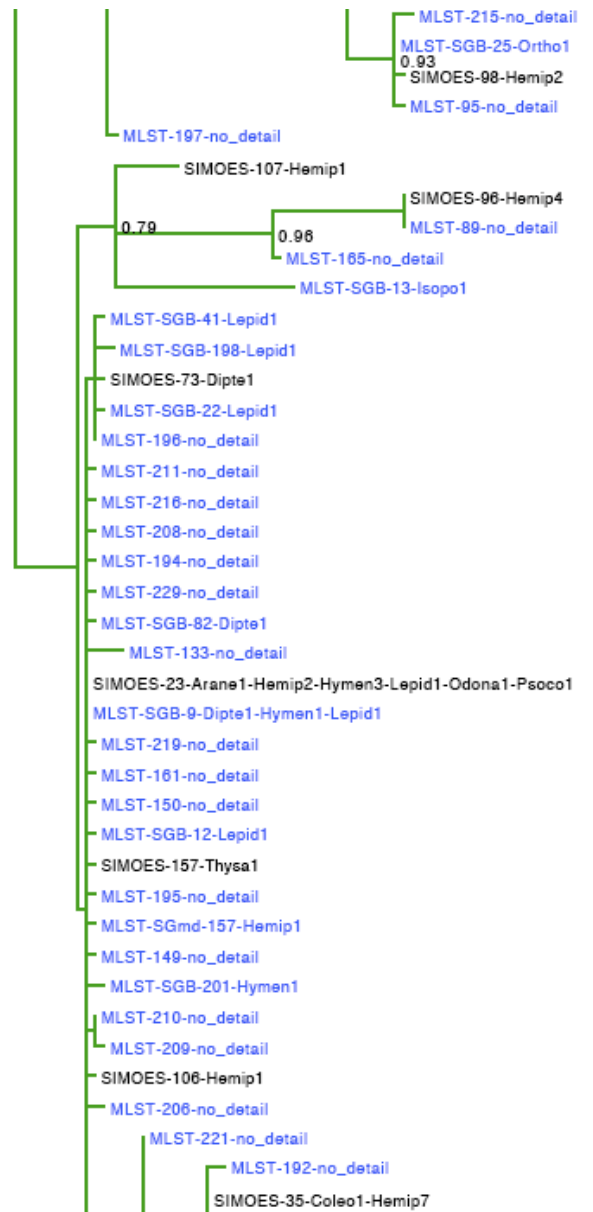 MLST-215-no_detail
MLST-SGB-25-Ortho1
0.93
SIMOES-98-Hemip2
MLST-95-no_detail
MLST-197-no_detail
SIMOES-107-Hemip1
SIMOES-96-Hemip4
0.79
MLST-89-no_detail
0.96
MLST-165-no_detail
MLST-SGB-13-Isopo1
MLST-SGB-41-Lepid1
MLST-SGB-198-Lepid1
SIMOES-73-Dipte1
MLST-SGB-22-Lepid1
MLST-196-no_detail
MLST-211-no_detail
MLST-216-no_detail
MLST-208-no_detail
MLST-194-no_detail
MLST-229-no_detail
MLST-SGB-82-Dipte1
MLST-133-no_detail
SIMOES-23-Arane1-Hemip2-Hymen3-Lepid1-Odona1-Psoco1
MLST-SGB-9-Dipte1-Hymen1-Lepid1
MLST-219-no_detail
MLST-161-no_detail
MLST-150-no_detail
MLST-SGB-12-Lepid1
SIMOES-157-Thysa1
MLST-195-no_detail
MLST-SGmd-157-Hemip1
MLST-149-no_detail
MLST-SGB-201-Hymen1
MLST-210-no_detail
MLST-209-no_detail
SIMOES-106-Hemip1
MLST-206-no_detail
MLST-221-no_detail
MLST-192-no_detail
SIMOES-35-Coleo1-Hemip7